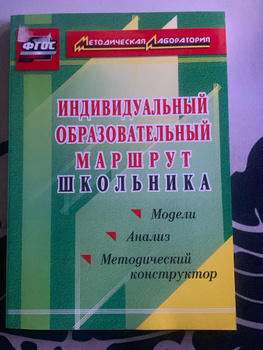 ФГОС
МЕТОДИЧЕСКАЯ ЛАБОРАТОРИЯ
ИНДИВИДУАЛЬНЫЙ
ОБРАЗОВАТЕЛЬНЫЙ
МАРШРУТ
ШКОЛЬНИКА
Модели
Анализ
Методический
конструктор